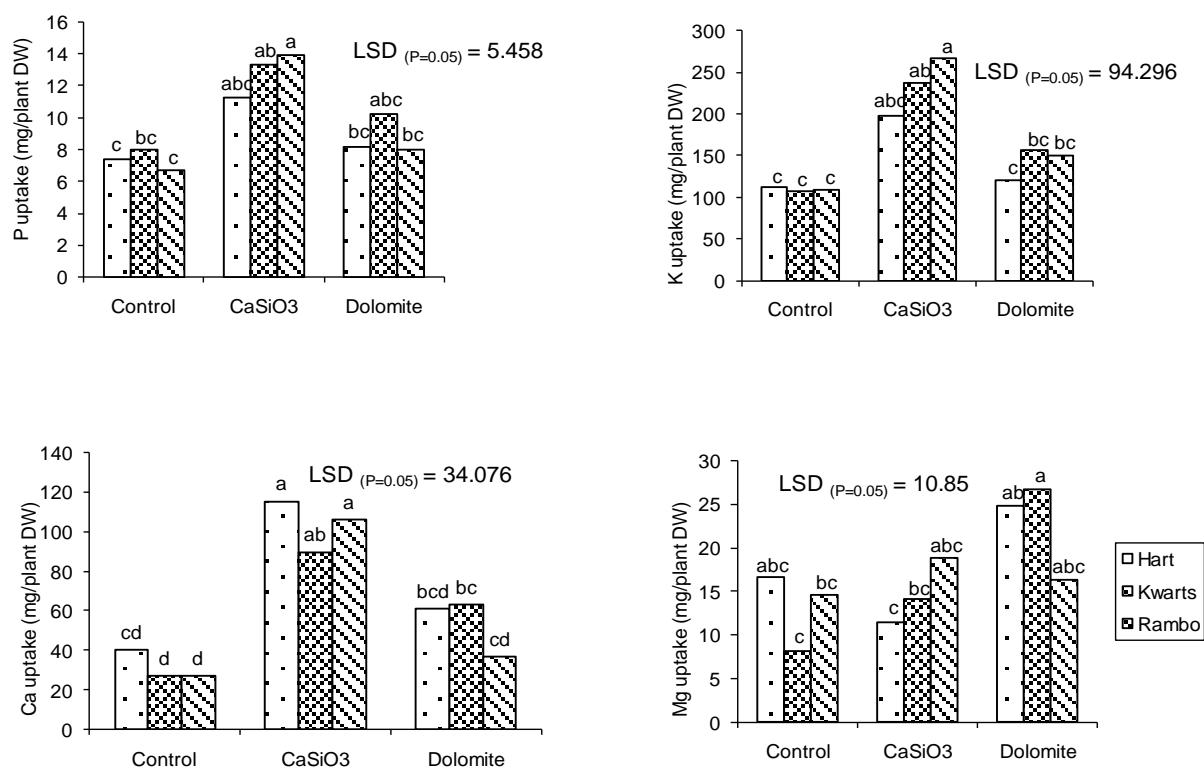 P uptake (mg/plant DW)
16
14
12
10
8
6
4
2
0
LSD (P=0.05) = 5.458
c
bc
c
abc
ab
a
bc
abc
bc
Control
CaSiO3
Dolomite
K uptake (mg/plant DW)
300
250
200
150
100
50
0
LSD (P=0.05) = 94.296
c
c
c
abc
ab
a
c
bc
bc
Control
CaSiO3
Dolomite
Ca uptake (mg/plant DW)
140
120
100
80
60
40
20
0
LSD (P=0.05) = 34.076
cd
d
d
a
ab
a
bcd
bc
cd
Control
CaSiO3
Dolomite
Mg uptake (mg/plant DW)
30
25
20
15
10
5
0
LSD (P=0.05) = 10.85
abc
c
bc
c
bc
abc
ab
a
abc
Control
CaSiO3
Dolomite
Hart
Kwarts
Rambo